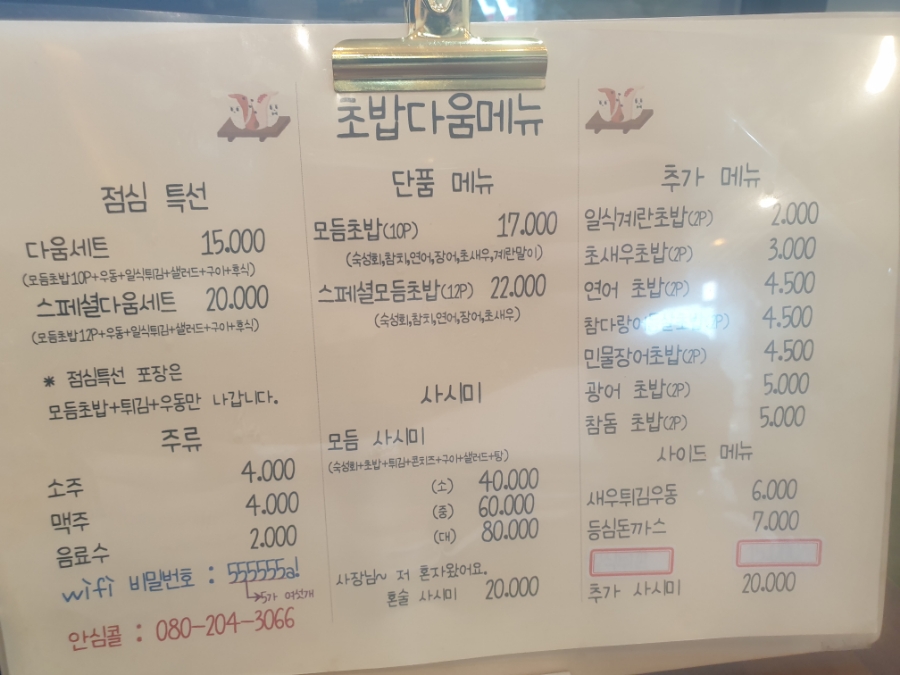 초밥다움메뉴
점심 특선
다움세트 15.000
(모듬초밥10P+우동+일식튀김+샐러드+구이+후식)
스페셜다움세트 20.000
(모듬초밥12P+우동+일식튀김+샐러드+구이+후식)
* 점심특선 포장은
모듬초밥+튀김+우동만 나갑니다.
주류
소주 4.000
맥주 4.000
음료수 2.000
wifi 비밀번호 : 555555a!
5가 여섯개
안심콜 : 080-204-3066
단품 메뉴
모듬초밥(10P) 17.000
(숙성회,참치,연어,장어,초새우,계란말이)
스페셜모듬초밥(12P) 22.000
(숙성회,참치,연어,장어,초새우)
사시미
모듬 사시미
(숙성회+초밥+튀김+콘치즈+구이+샐러드+탕)
(소) 40.000
(중) 60.000
(대) 80.000
사장님~ 저 혼자왔어요.
혼술 사시미 20.000
추가 메뉴
일식계란초밥(2P) 2.000
초새우초밥(2P) 3.000
연어 초밥(2P) 4.500
4.500
민물장어초밥(2P) 4.500
광어 초밥(2P) 5.000
참돔 초밥(2P) 5.000
사이드 메뉴
새우튀김우동 6.000
등심돈까스 7.000
추가 사시미 20.000